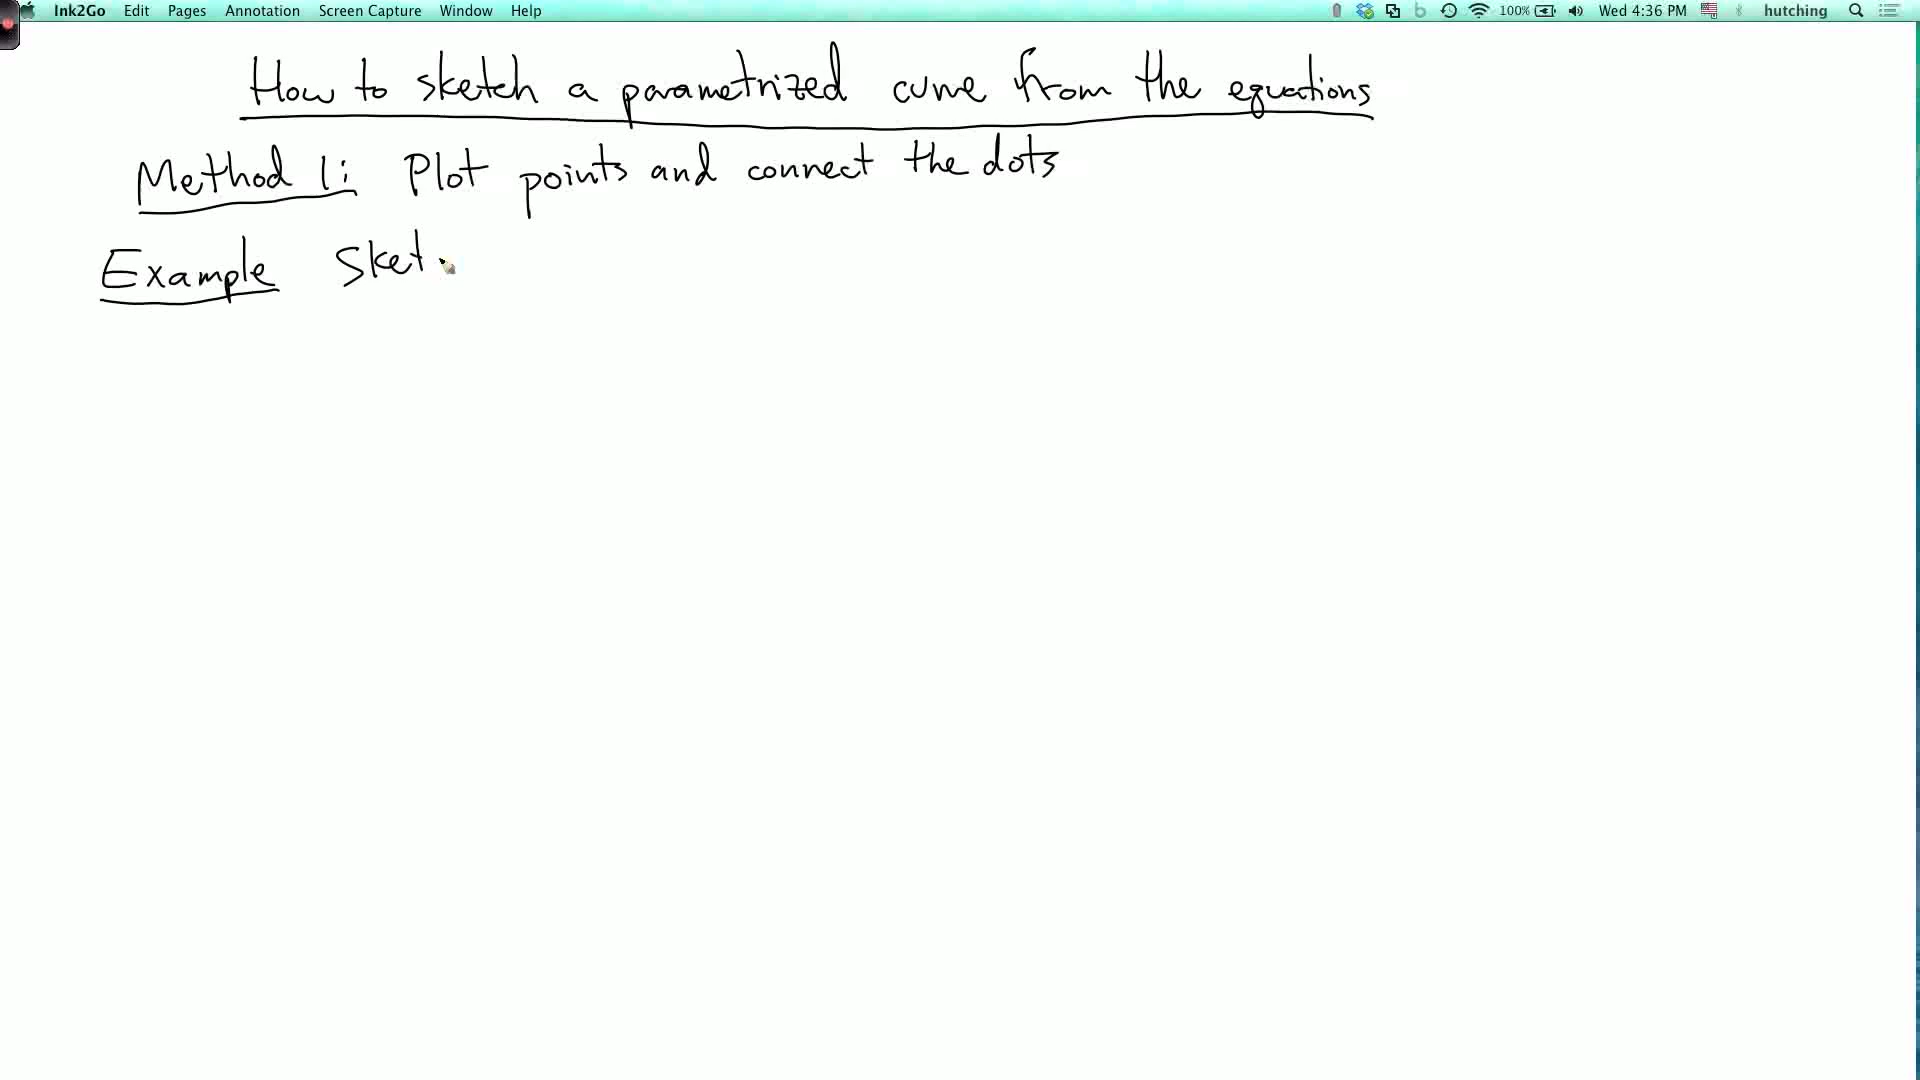 Ink2Go Edit Pages Annotation Screen Capture Window Help 100% Wed 4:36 PM hutching
How to sketch a parametrized curve from the equations
Method 1: Plot points and connect the dots
Example Sket